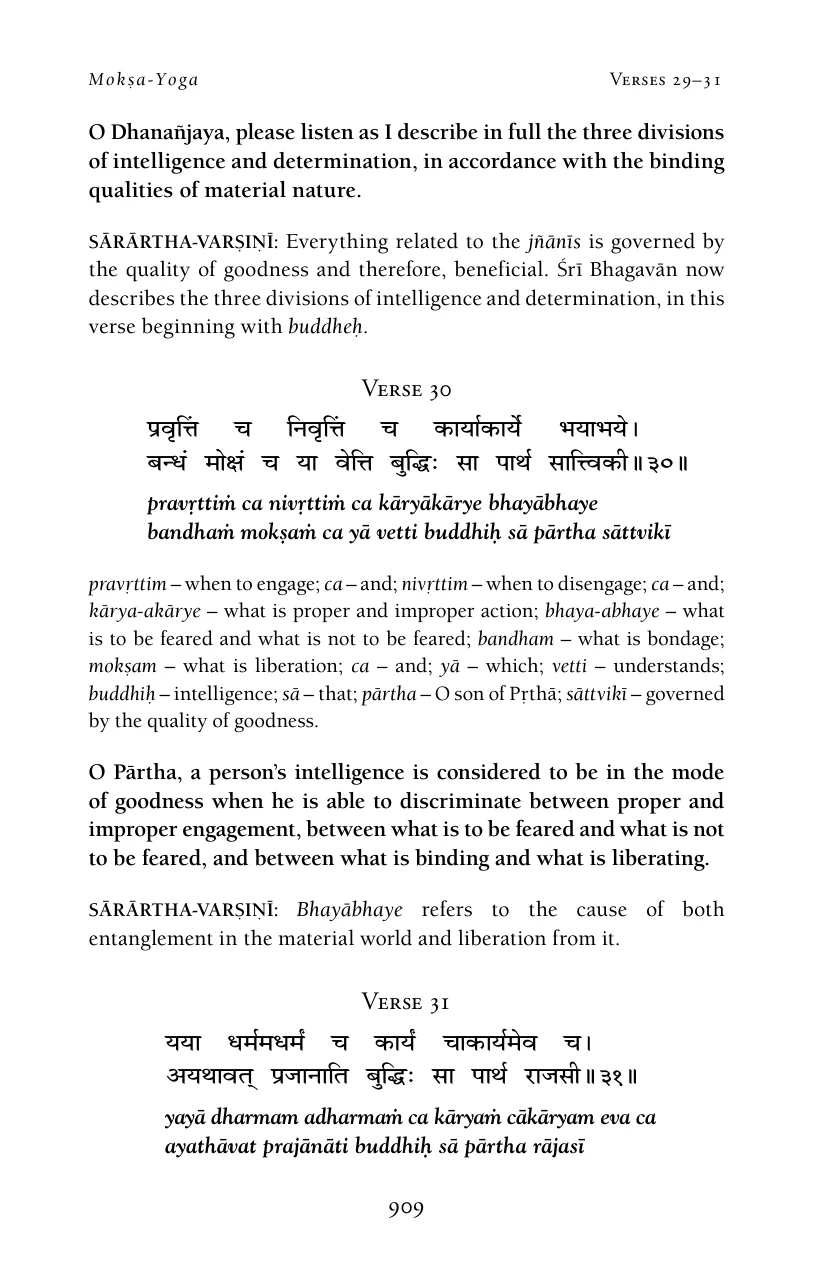 Mokṣa-Yoga VERSES 29–31
O Dhanañjaya, please listen as I describe in full the three divisions
of intelligence and determination, in accordance with the binding
qualities of material nature.
SĀRĀRTHA-VARṢIṆĪ: Everything related to the jñānīs is governed by
the quality of goodness and therefore, beneficial. Śrī Bhagavān now
describes the three divisions of intelligence and determination, in this
verse beginning with buddheḥ.
VERSE 30
प्रवृत्तिं च निवृत्तिं च कार्याकार्ये भयाभये।
बन्धं मोक्षं च या वेत्ति बुद्धिः सा पार्थ सात्त्विकी॥३०॥
pravṛttiṁ ca nivṛttiṁ ca kāryākārye bhayābhaye
bandhaṁ mokṣaṁ ca yā vetti buddhiḥ sā pārtha sāttvikī
pravṛttim – when to engage; ca – and; nivṛttim – when to disengage; ca – and;
kārya-akārye – what is proper and improper action; bhaya-abhaye – what
is to be feared and what is not to be feared; bandham – what is bondage;
mokṣam – what is liberation; ca – and; yā – which; vetti – understands;
buddhiḥ – intelligence; sā – that; pārtha – O son of Pṛthā; sāttvikī – governed
by the quality of goodness.
O Pārtha, a person’s intelligence is considered to be in the mode
of goodness when he is able to discriminate between proper and
improper engagement, between what is to be feared and what is not
to be feared, and between what is binding and what is liberating.
SĀRĀRTHA-VARṢIṆĪ: Bhayābhaye refers to the cause of both
entanglement in the material world and liberation from it.
VERSE 31
यया धर्ममधर्मं च कार्यं चाकार्यमेव च।
अयथावत् प्रजानाति बुद्धिः सा पार्थ राजसी॥३१॥
yayā dharmam adharmaṁ ca kāryaṁ cākāryam eva ca
ayathāvat prajānāti buddhiḥ sā pārtha rājasī
909